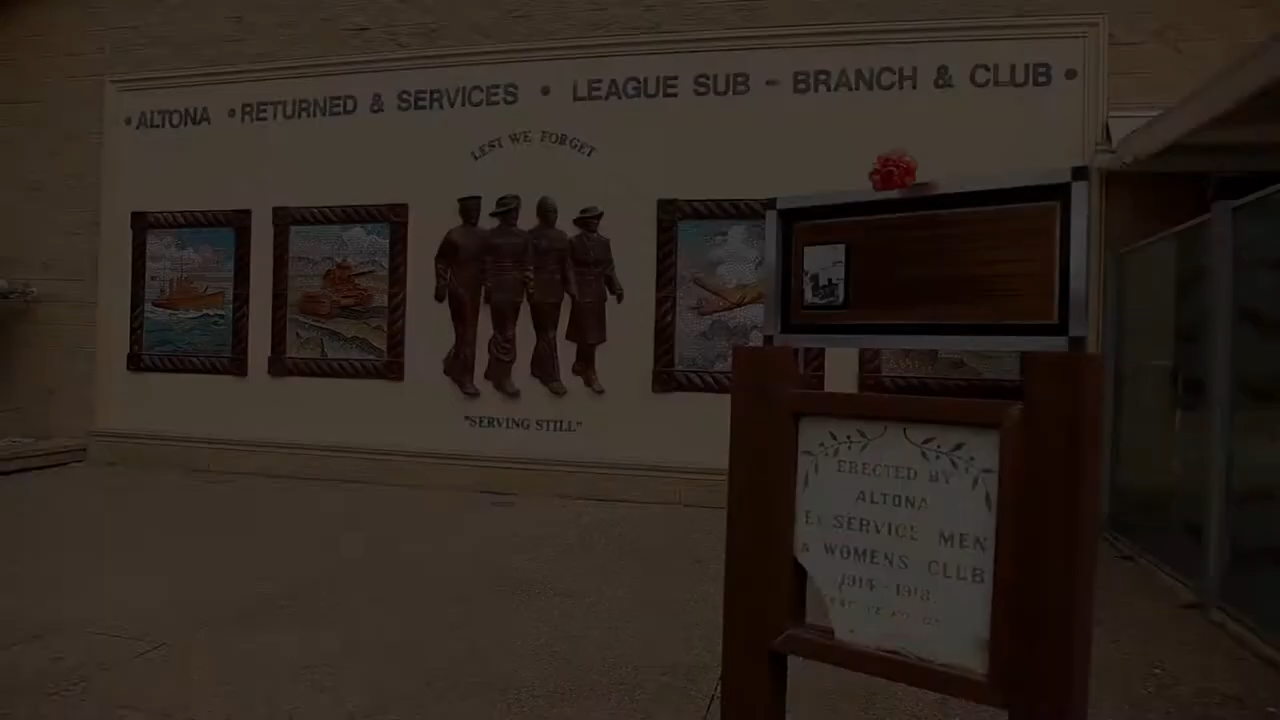 • ALTONA • RETURNED & SERVICES • LEAGUE SUB - BRANCH & CLUB •
LEST WE FORGET
"SERVING STILL"
ERECTED BY
ALTONA
SERVICE MEN
& WOMENS CLUB
1914 - 1918